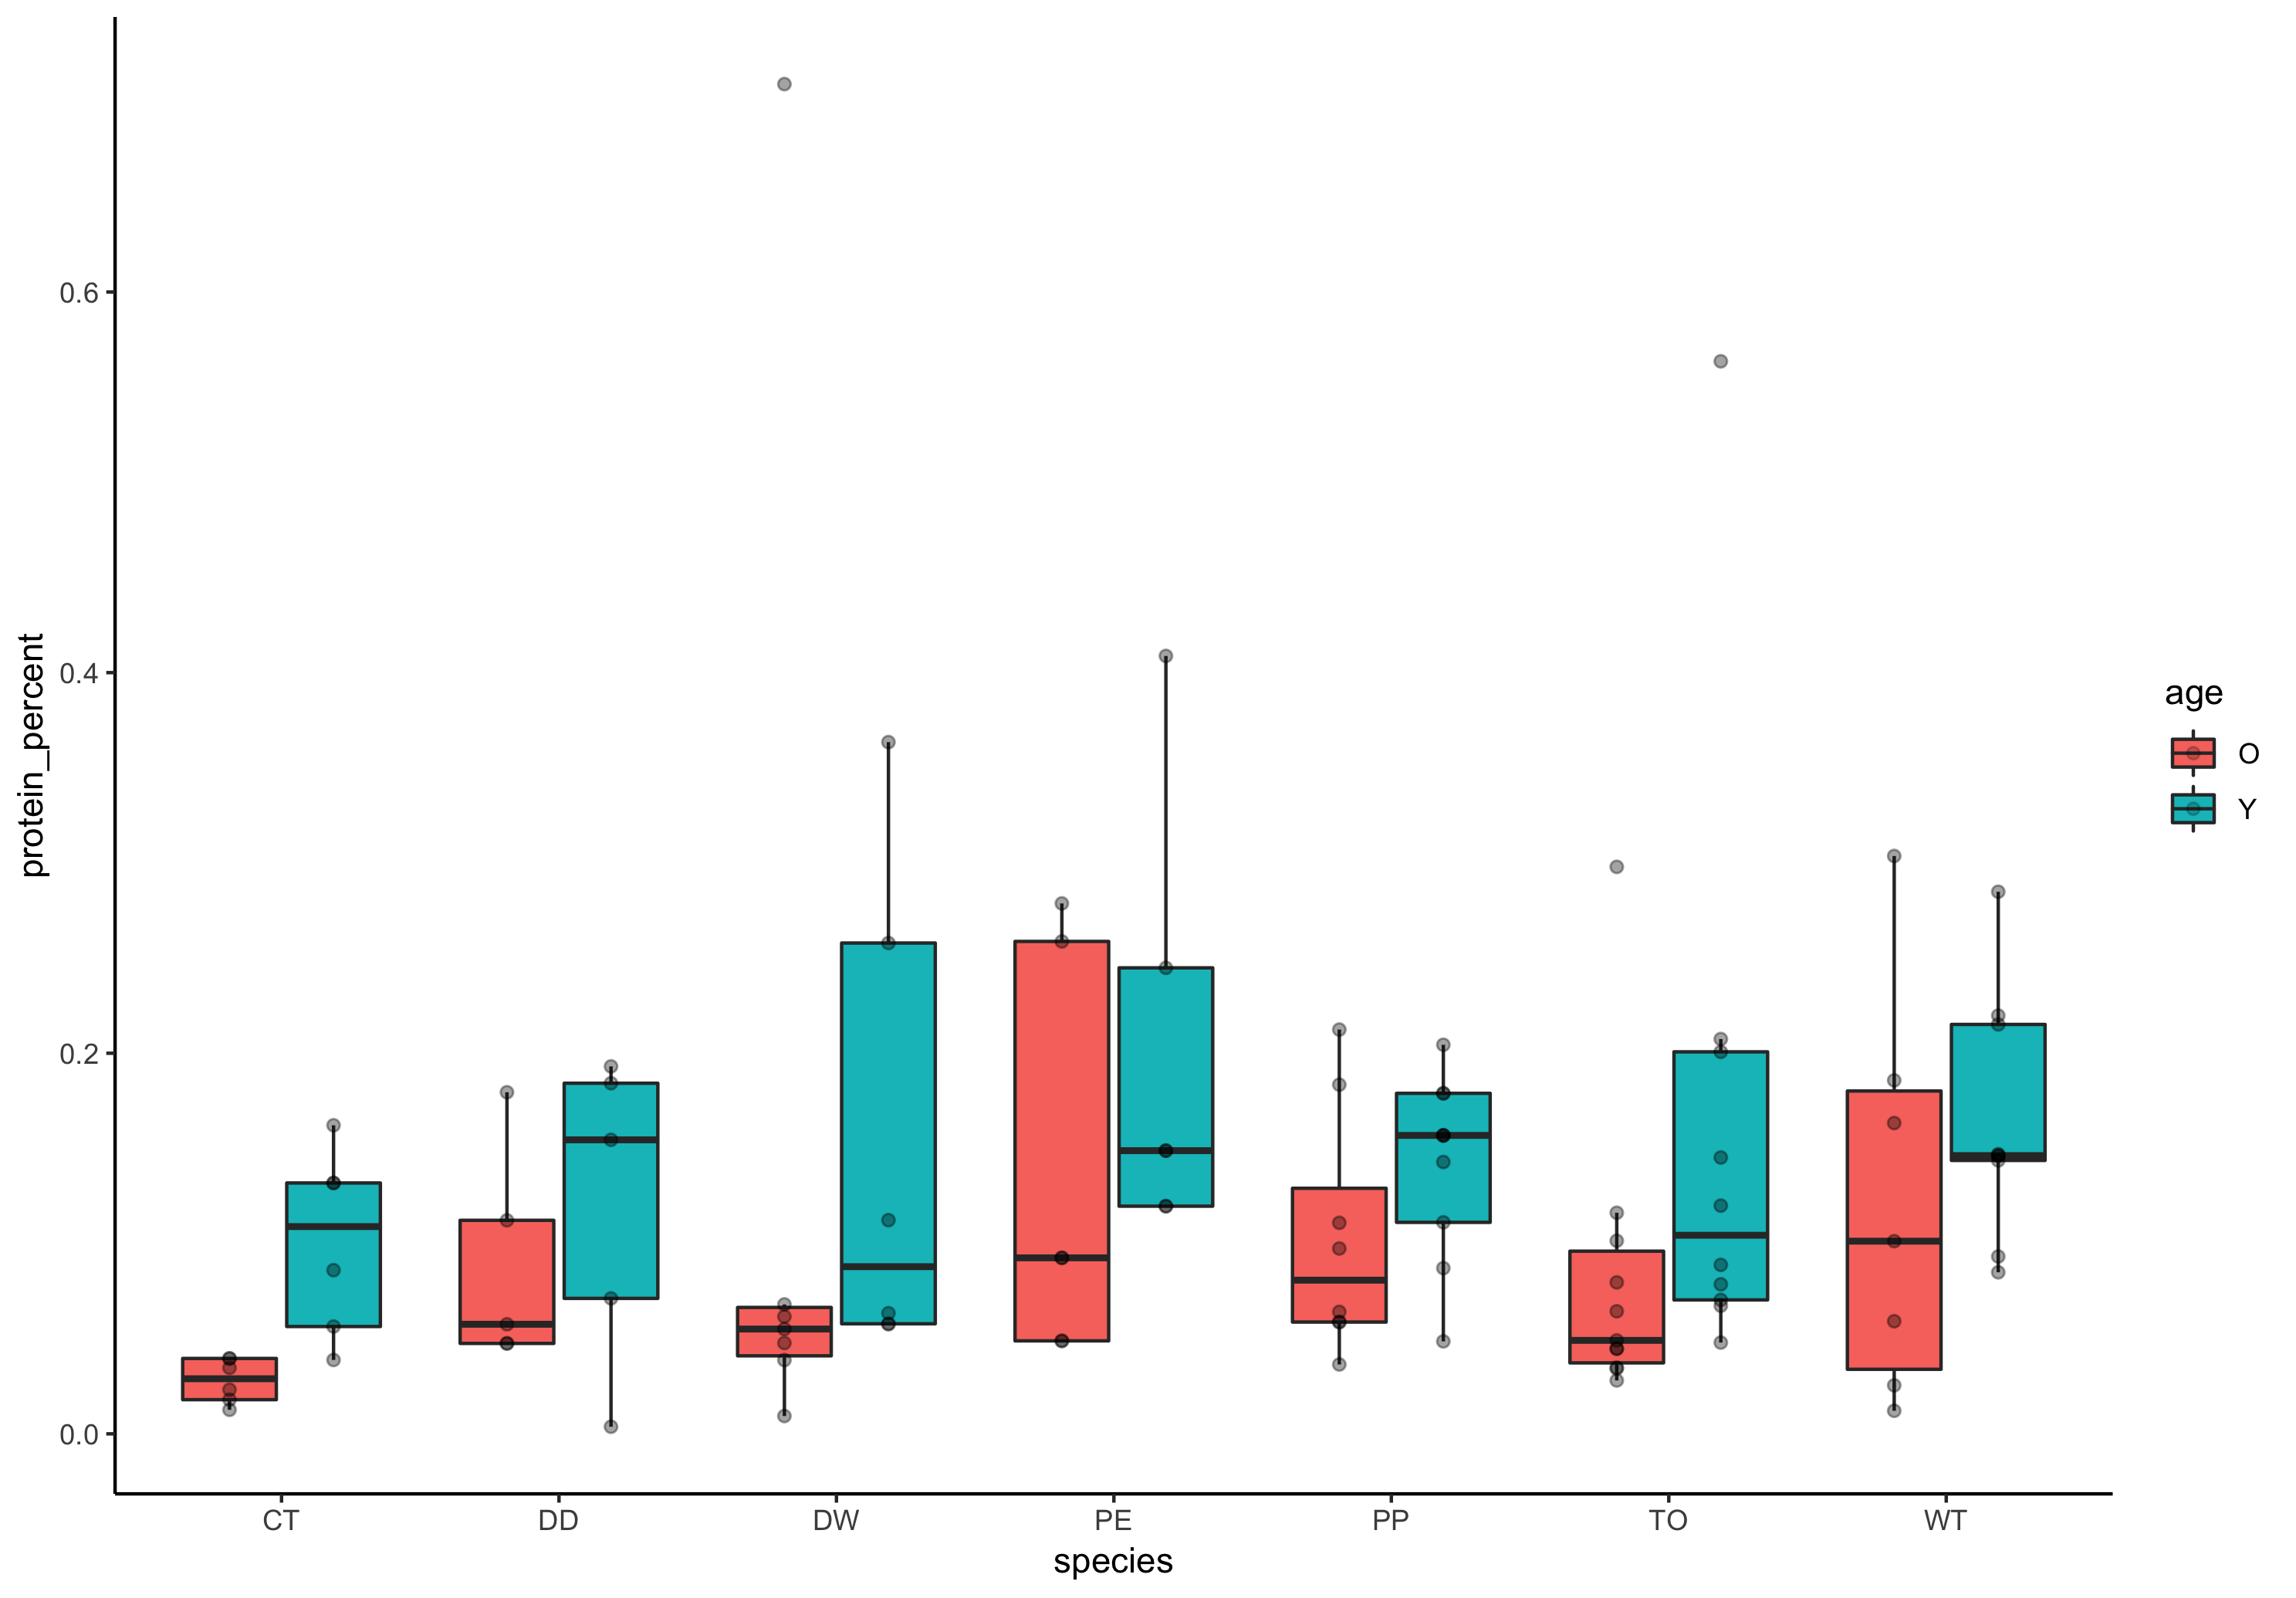 protein_percent
0.6
0.4
0.2
0.0
CT DD DW PE PP TO WT
species
age
O
Y